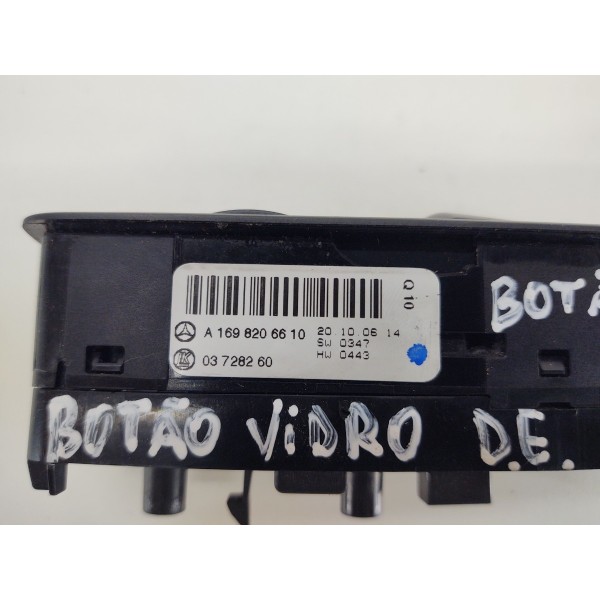 Q 10
A 169 820 66 10 20 10.06 14
SW 0347
03 7282 60 HW 0443
BOTÃ
BOTÃO VIDRO D.E.